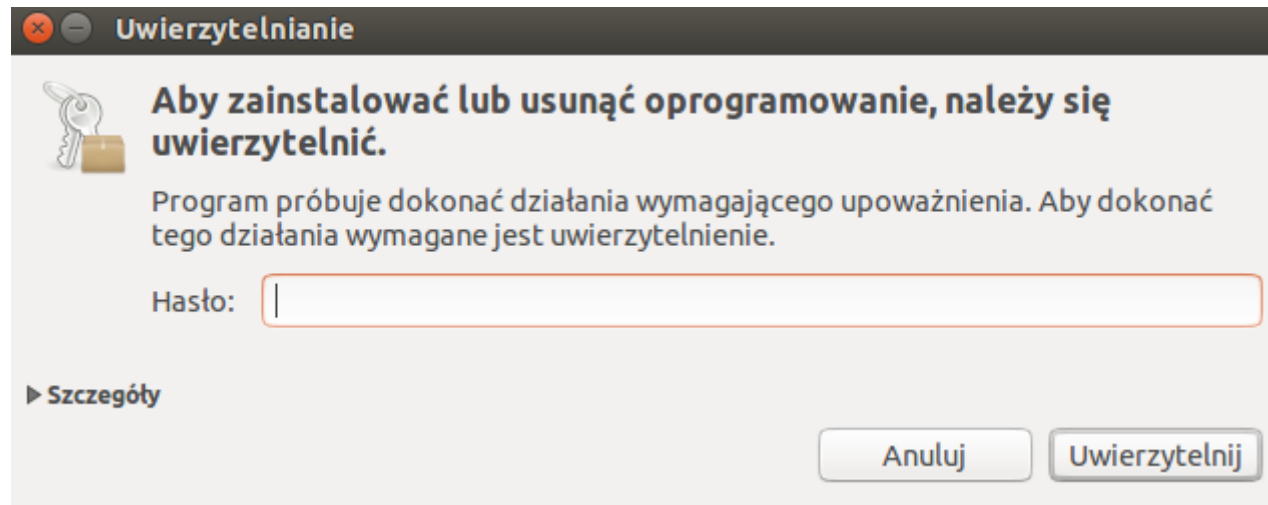 Uwierzytelnianie
Aby zainstalować lub usunąć oprogramowanie, należy się
uwierzytelnić.
Program próbuje dokonać działania wymagającego upoważnienia. Aby dokonać
tego działania wymagane jest uwierzytelnienie.
Hasło:
Szczegóły
Anuluj
Uwierzytelnij